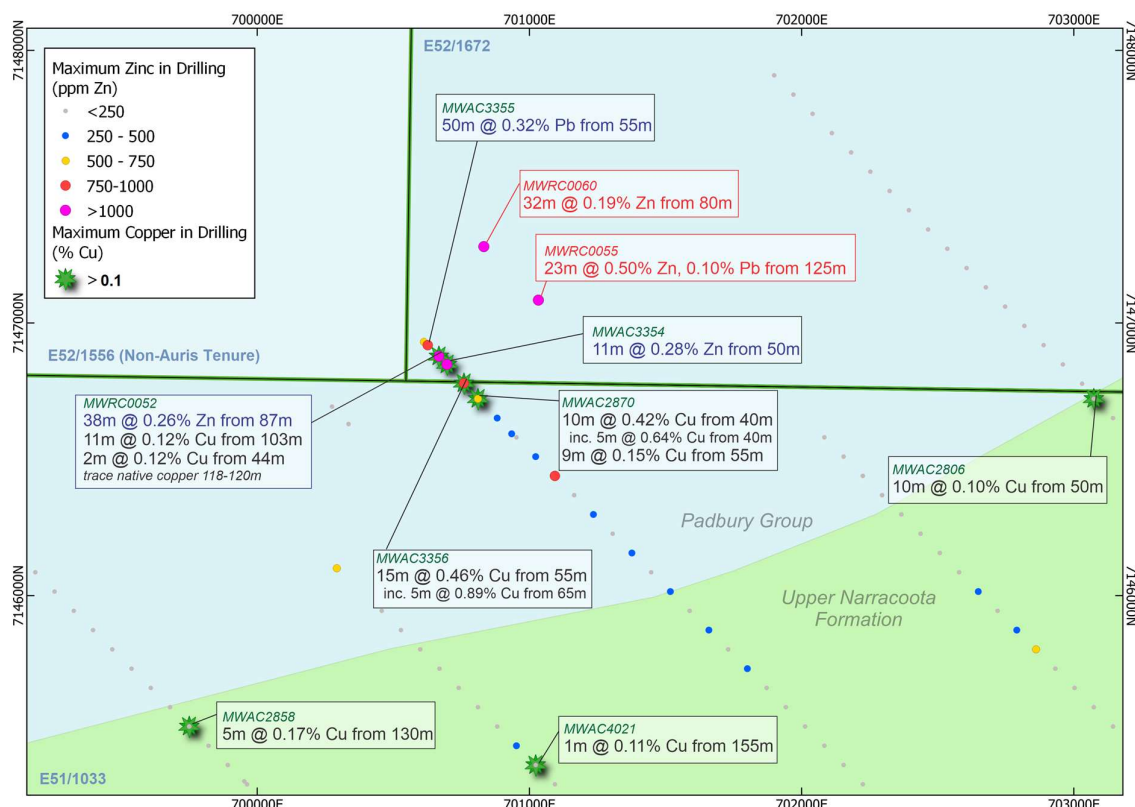 700000E
701000E
702000E
703000E
7148000N
7148000N
E52/1672
Maximum Zinc in Drilling
(ppm Zn)
<250
250 - 500
500 - 750
750-1000
>1000
Maximum Copper in Drilling
(% Cu)
> 0.1
MWAC3355
50m @ 0.32% Pb from 55m
MWRC0060
32m @ 0.19% Zn from 80m
MWRC0055
23m @ 0.50% Zn, 0.10% Pb from 125m
7147000N
7147000N
MWAC3354
11m @ 0.28% Zn from 50m
E52/1556 (Non-Auris Tenure)
MWRC0052
38m @ 0.26% Zn from 87m
11m @ 0.12% Cu from 103m
2m @ 0.12% Cu from 44m
trace native copper 118-120m
MWAC2870
10m @ 0.42% Cu from 40m
inc. 5m @ 0.64% Cu from 40m
9m @ 0.15% Cu from 55m
MWAC2806
10m @ 0.10% Cu from 50m
Padbury Group
MWAC3356
15m @ 0.46% Cu from 55m
inc. 5m @ 0.89% Cu from 65m
7146000N
7146000N
Upper Narracoota
Formation
MWAC2858
5m @ 0.17% Cu from 130m
MWAC4021
1m @ 0.11% Cu from 155m
E51/1033
700000E
701000E
702000E
703000E